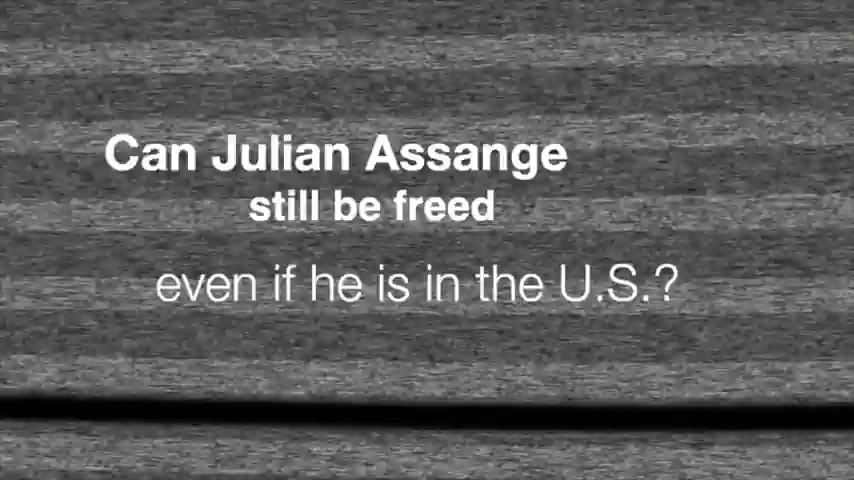 Can Julian Assange
still be freed
even if he is in the U.S.?